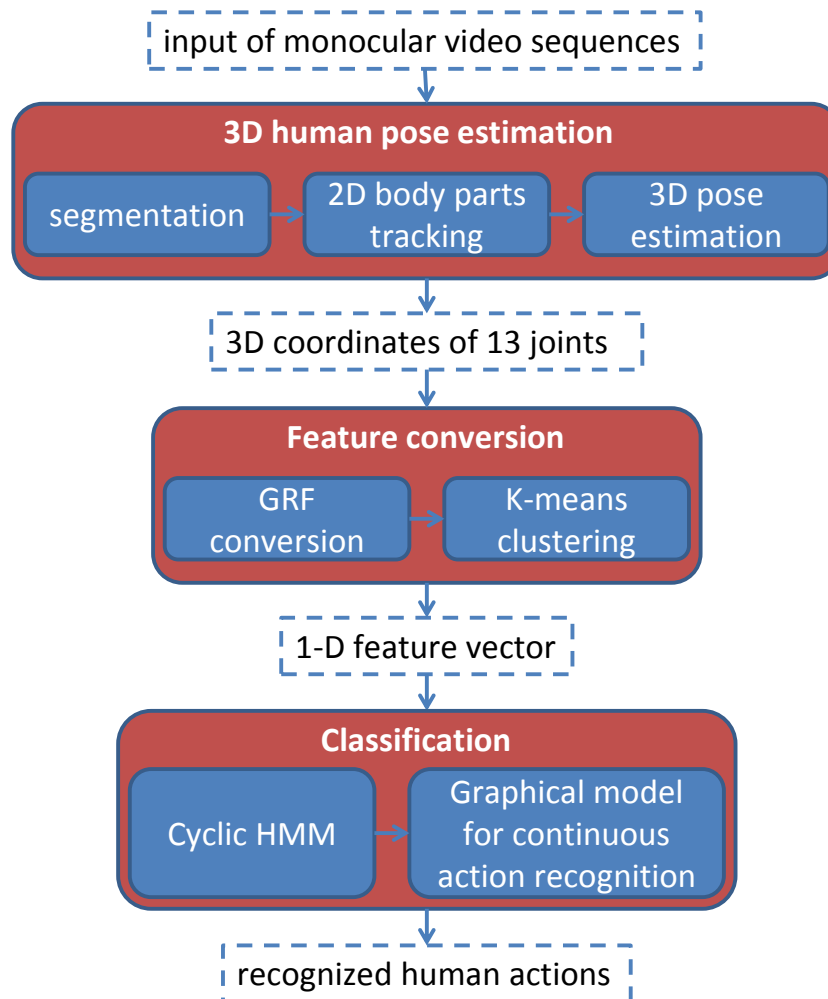 input of monocular video sequences
3D human pose estimation
segmentation
2D body parts
tracking
3D pose
estimation
3D coordinates of 13 joints
Feature conversion
GRF
conversion
K-means
clustering
1-D feature vector
Classification
Cyclic HMM
Graphical model
for continuous
action recognition
recognized human actions